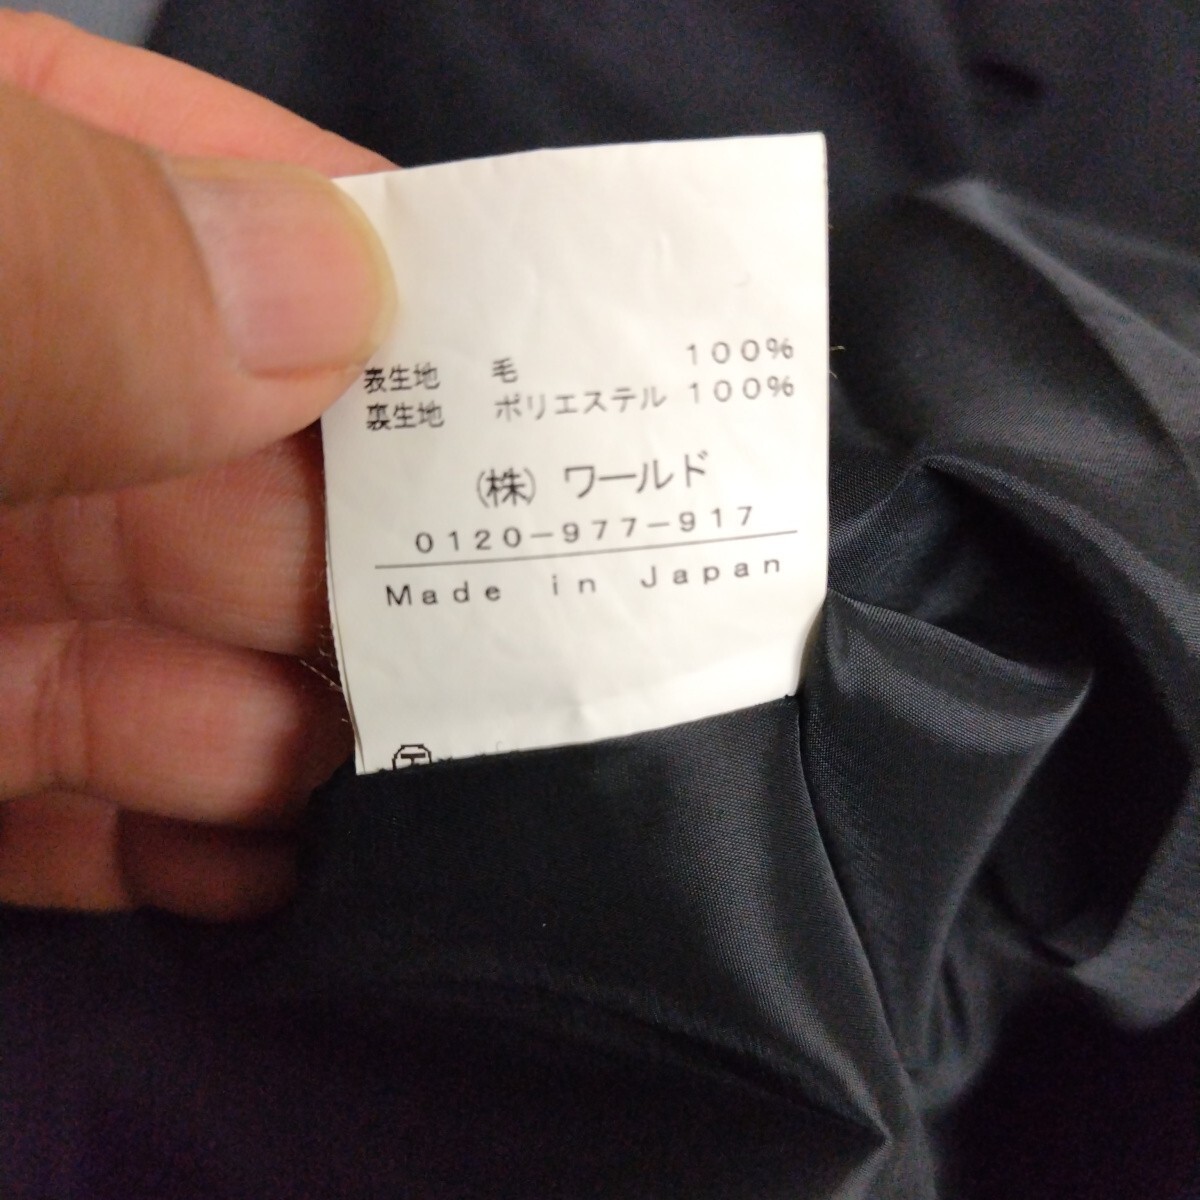 表生地 毛 100%
裏生地 ポリエステル 100%
(株) ワールド
0120-977-917
Made in Japan